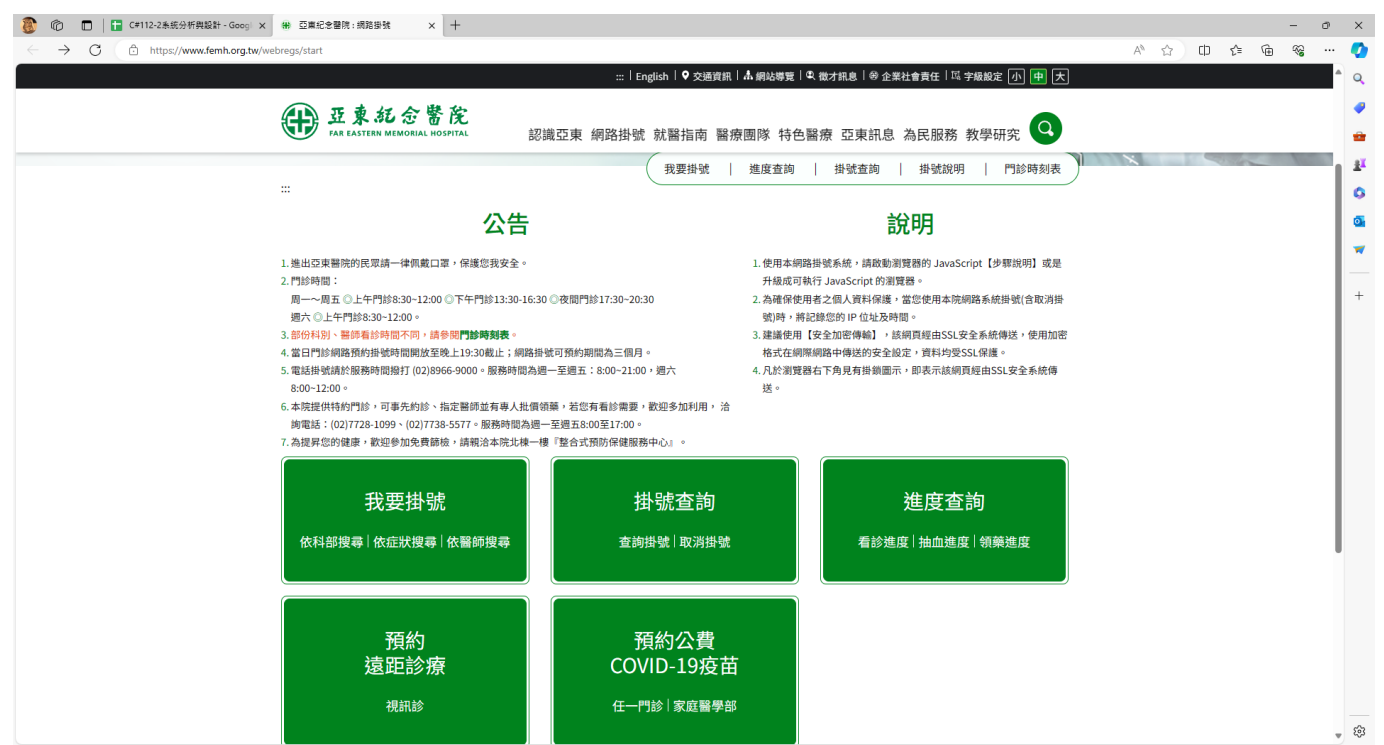 C#112-2系統分析與設計 - Goog
亞東紀念醫院 : 網路掛號
https://www.femh.org.tw/webregs/start
::: | English | 交通資訊 | 網站導覽 | 徵才訊息 | 企業社會責任 | 字級設定 小 中 大
亞東紀念醫院
FAR EASTERN MEMORIAL HOSPITAL
認識亞東 網路掛號 就醫指南 醫療團隊 特色醫療 亞東訊息 為民服務 教學研究
我要掛號 | 進度查詢 | 掛號查詢 | 掛號說明 | 門診時刻表
:::
公告
1. 進出亞東醫院的民眾請一律佩戴口罩，保護您我安全。
2. 門診時間：
周一～周五 ◎上午門診8:30~12:00 ◎下午門診13:30-16:30 ◎夜間門診17:30~20:30
週六 ◎上午門診8:30~12:00。
3. 部份科別、醫師看診時間不同，請參閱門診時刻表。
4. 當日門診網路預約掛號時間開放至晚上19:30截止；網路掛號可預約期間為三個月。
5. 電話掛號請於服務時間撥打 (02)8966-9000。服務時間為週一至週五：8:00~21:00，週六
8:00~12:00。
6. 本院提供特約門診，可事先約診、指定醫師並有專人批價領藥，若您有看診需要，歡迎多加利用， 洽
詢電話：(02)7728-1099、(02)7738-5577。服務時間為週一至週五8:00至17:00。
7. 為提昇您的健康，歡迎參加免費篩檢，請親洽本院北棟一樓『整合式預防保健服務中心』。
說明
1. 使用本網路掛號系統，請啟動瀏覽器的 JavaScript【步驟說明】或是
升級成可執行 JavaScript 的瀏覽器。
2. 為確保使用者之個人資料保護，當您使用本院網路系統掛號(含取消掛
號)時，將記錄您的 IP 位址及時間。
3. 建議使用【安全加密傳輸】，該網頁經由SSL安全系統傳送，使用加密
格式在網際網路中傳送的安全設定，資料均受SSL保護。
4. 凡於瀏覽器右下角見有掛鎖圖示，即表示該網頁經由SSL安全系統傳
送。
我要掛號
依科部搜尋 | 依症狀搜尋 | 依醫師搜尋
掛號查詢
查詢掛號 | 取消掛號
進度查詢
看診進度 | 抽血進度 | 領藥進度
預約
遠距診療
視訊診
預約公費
COVID-19疫苗
任一門診 | 家庭醫學部